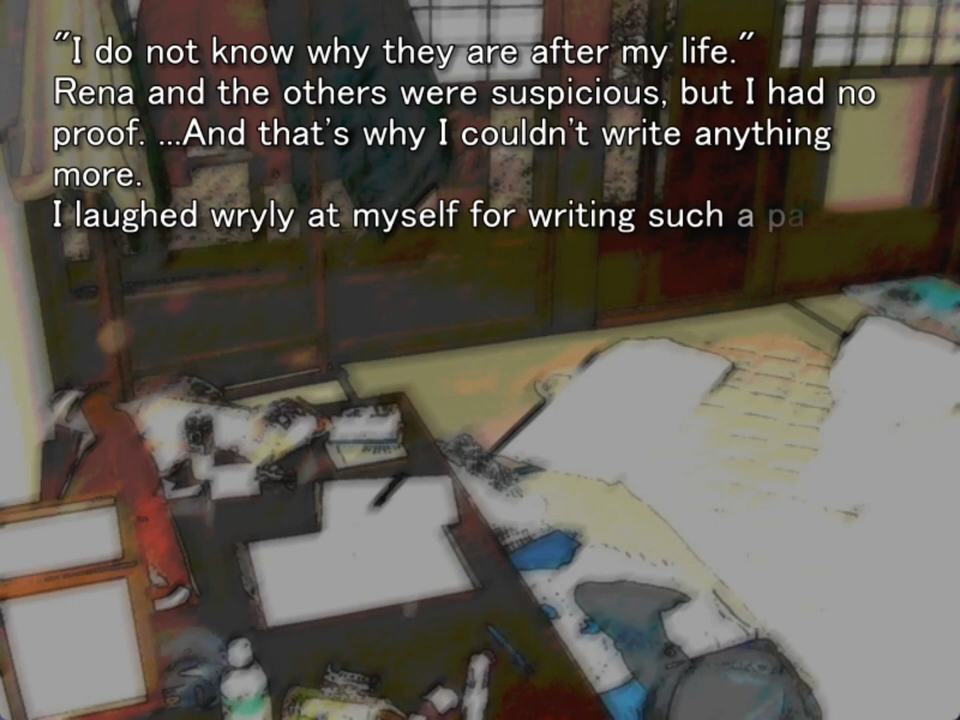 "I do not know why they are after my life."
Rena and the others were suspicious, but I had no
proof. ...And that's why I couldn't write anything
more.
I laughed wryly at myself for writing such a pa